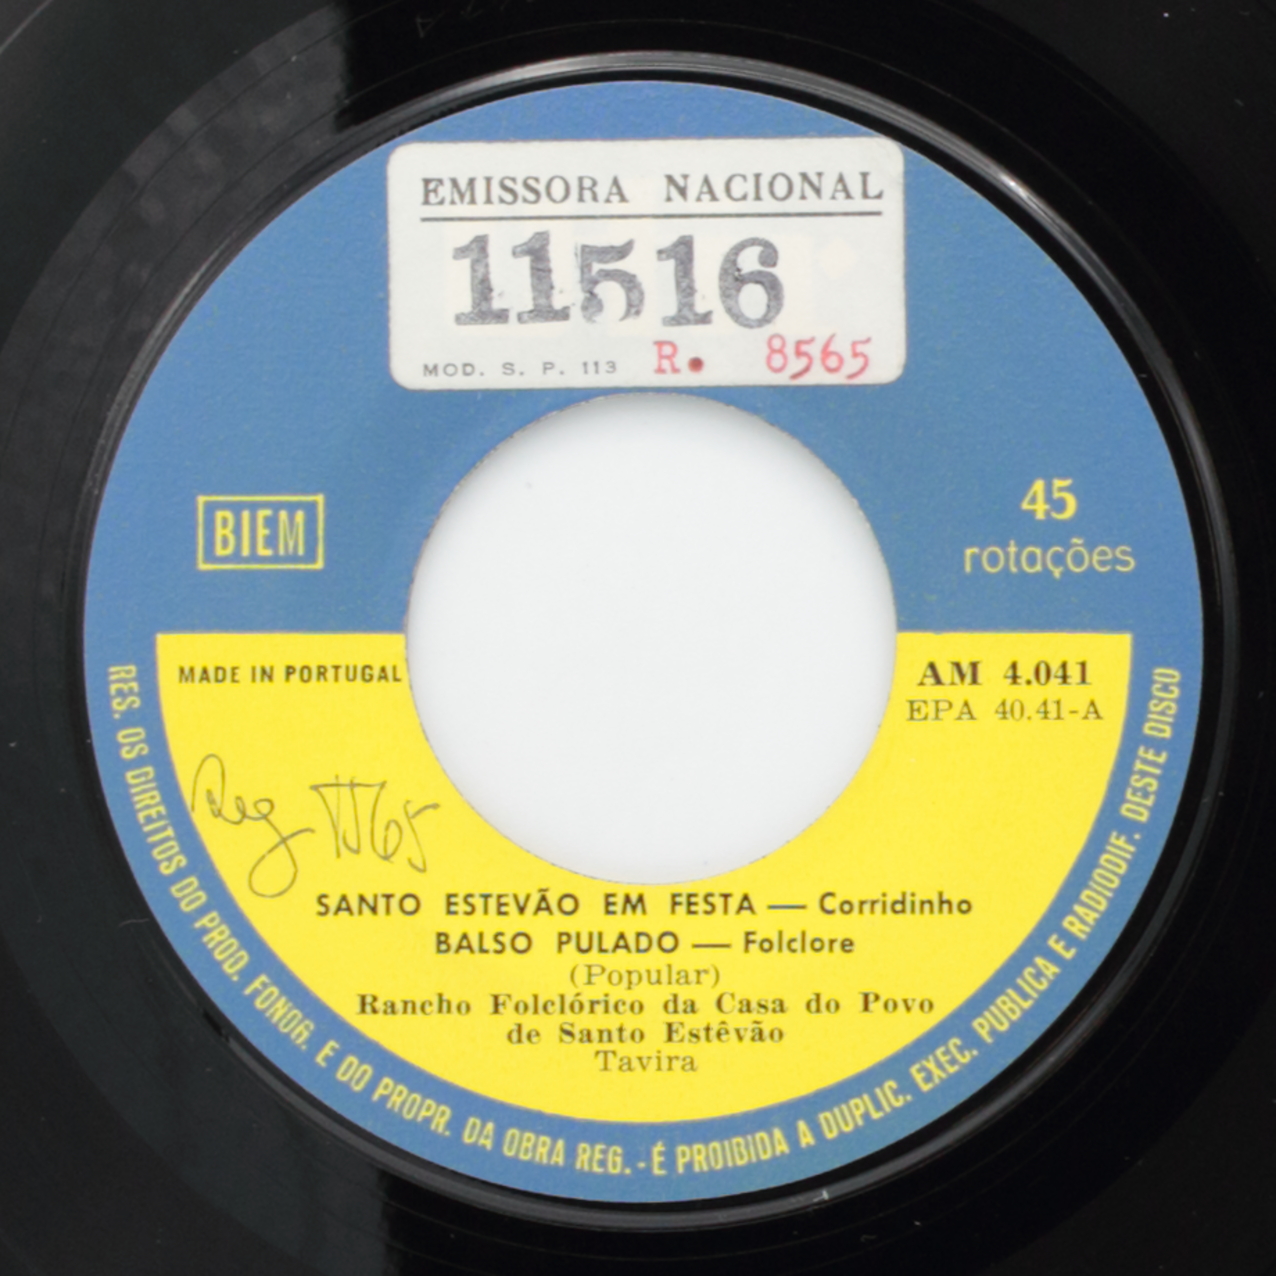 EMISSORA NACIONAL
11516
MOD. S. P. 113 R. 8565
BIEM
45
rotações
MADE IN PORTUGAL
AM 4.041
EPA 40.41-A
Reg
SANTO ESTEVÃO EM FESTA — Corridinho
BALSO PULADO — Folclore
(Popular)
Rancho Folclórico da Casa do Povo
de Santo Estêvão
Tavira
RES. OS DIREITOS DO PROD. FONOG. E DO PROPR. DA OBRA REG. - É PROIBIDA A DUPLIC. EXEC. PUBLICA E RADIODIF. DESTE DISCO